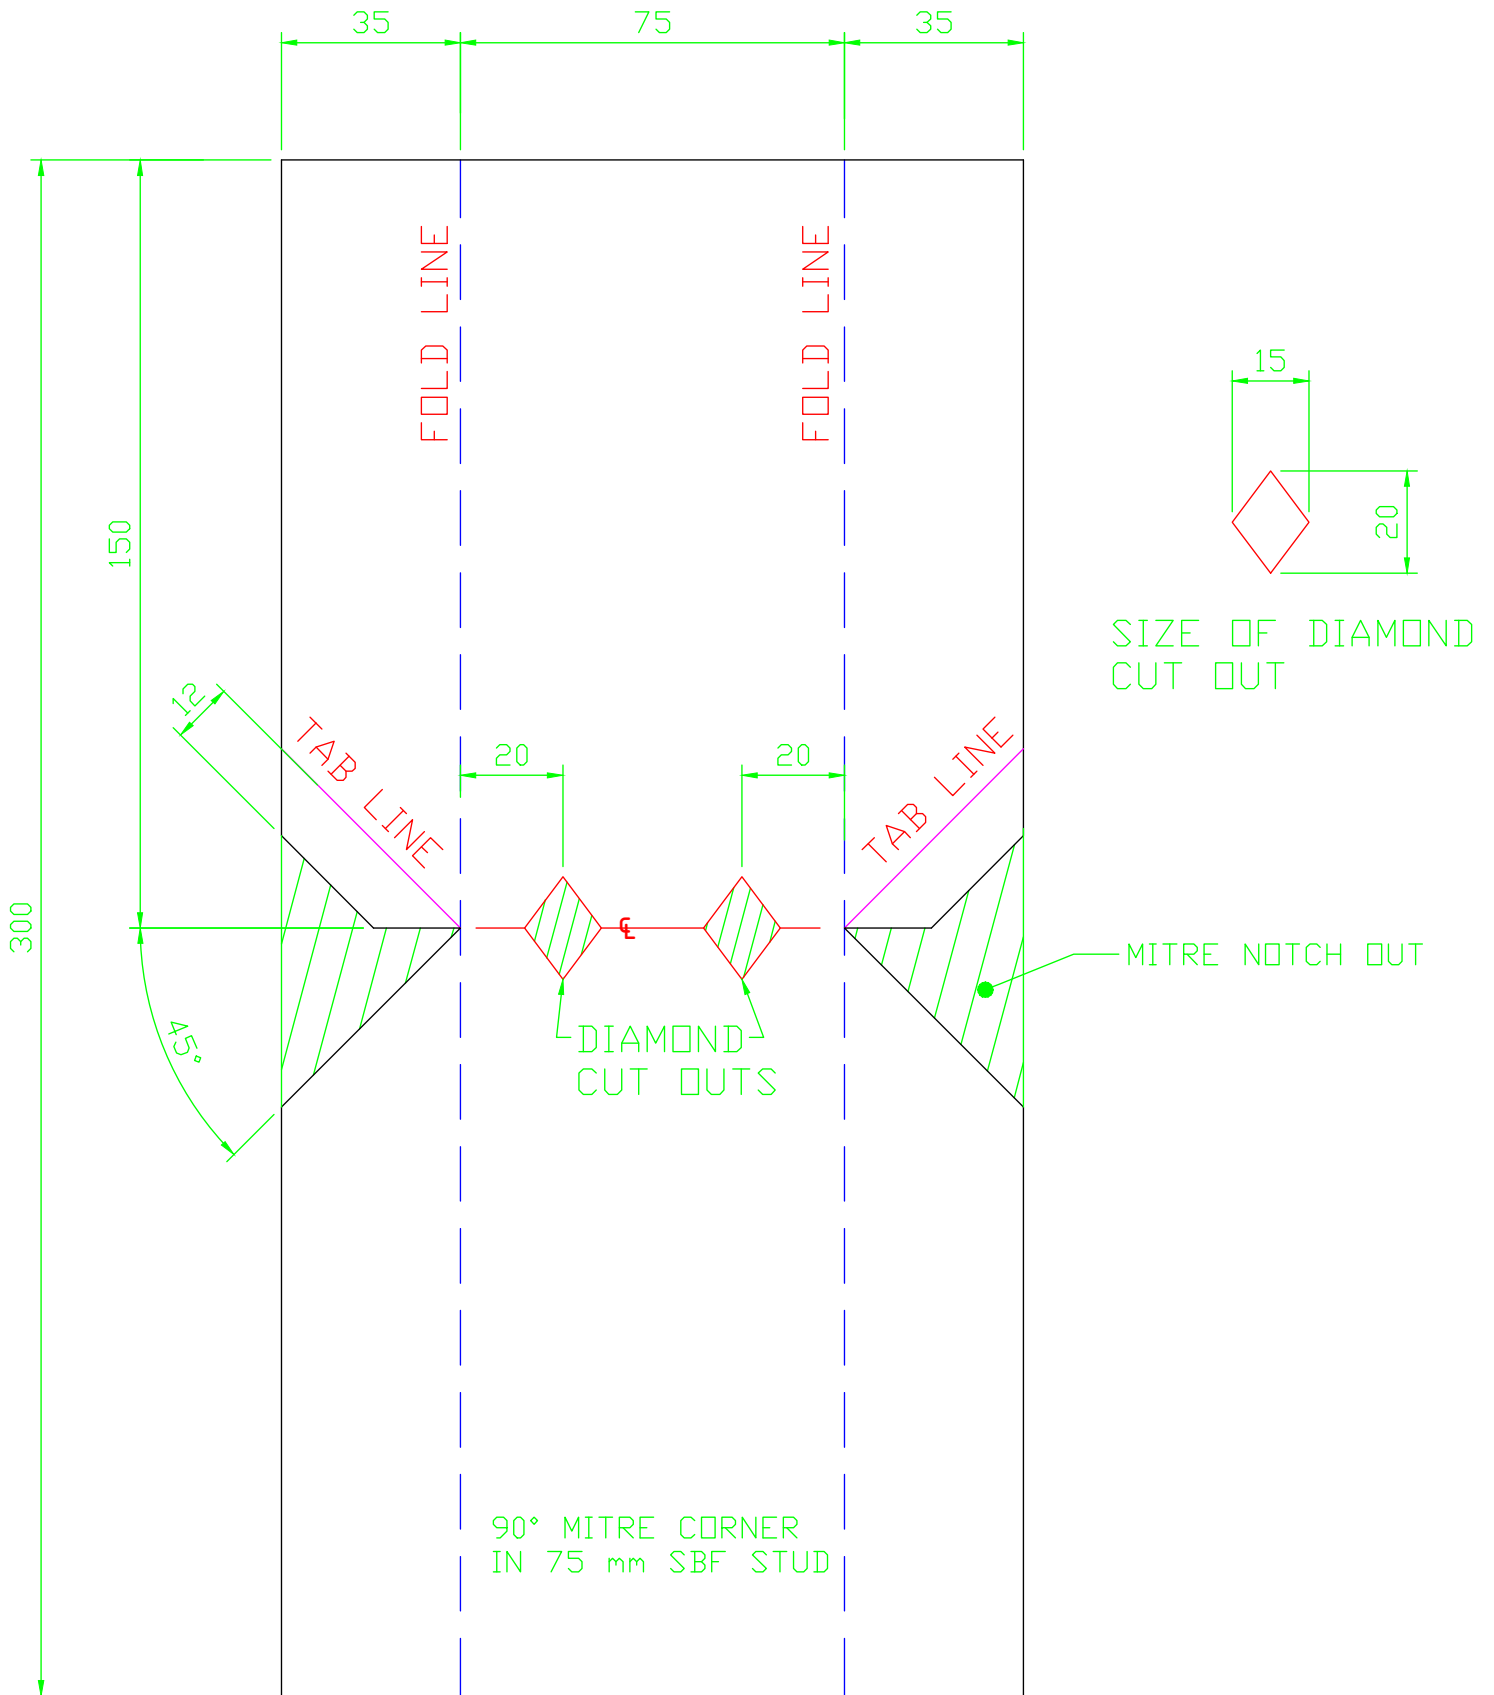 35
75
35
FOLD LINE
FOLD LINE
15
150
20
SIZE OF DIAMOND
CUT OUT
12
TAB LINE
20
20
TAB LINE
300
℄
MITRE NOTCH OUT
45°
DIAMOND
CUT OUTS
90° MITRE CORNER
IN 75 mm SBF STUD